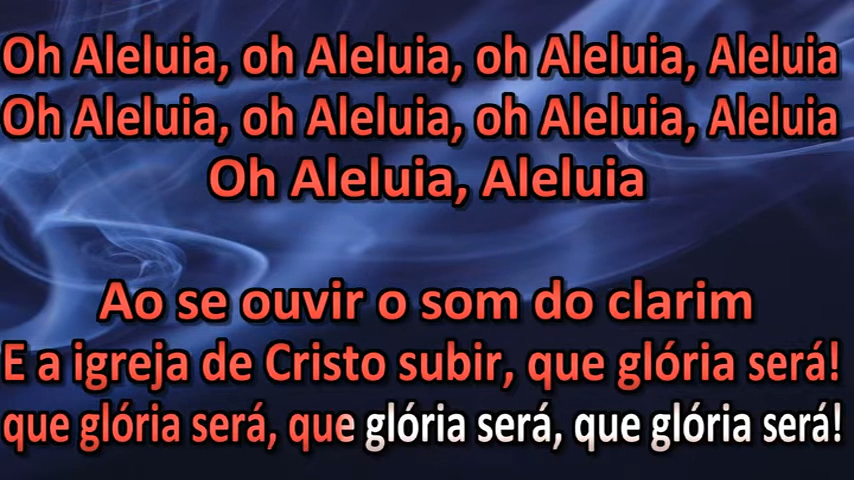 Oh Aleluia, oh Aleluia, oh Aleluia, Aleluia
Oh Aleluia, oh Aleluia, oh Aleluia, Aleluia
Oh Aleluia, Aleluia
Ao se ouvir o som do clarim
E a igreja de Cristo subir, que glória será!
que glória será, que glória será, que glória será!